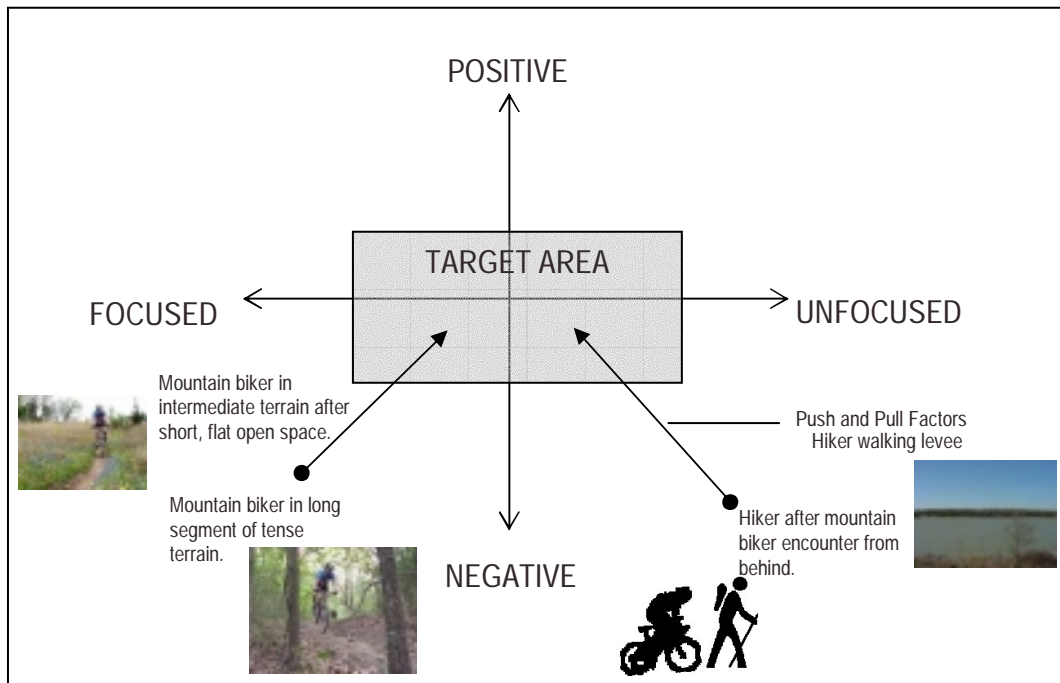 POSITIVE
TARGET AREA
FOCUSED
UNFOCUSED
Mountain biker in
intermediate terrain after
short, flat open space.
Push and Pull Factors
Hiker walking levee
Mountain biker in long
segment of tense
terrain.
Hiker after mountain
biker encounter from
behind.
NEGATIVE